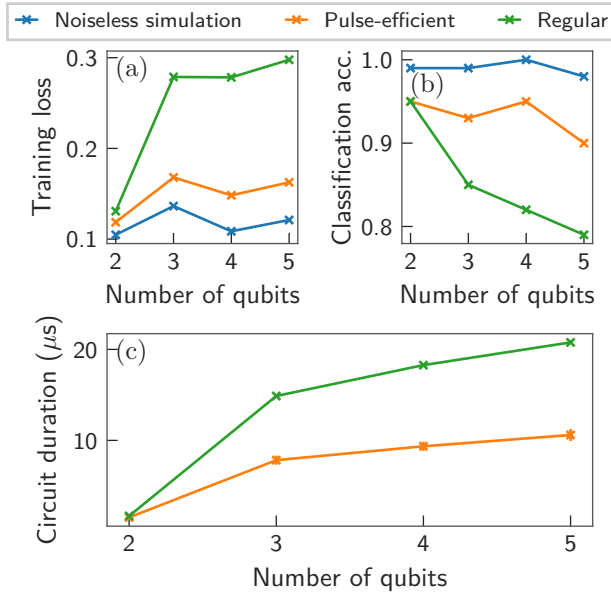 Noiseless simulation Pulse-efficient Regular
(a)
Training loss
0.3
0.2
0.1
2 3 4 5
Number of qubits
(b)
Classification acc.
1.0
0.9
0.8
2 3 4 5
Number of qubits
(c)
Circuit duration (μs)
20
10
2 3 4 5
Number of qubits